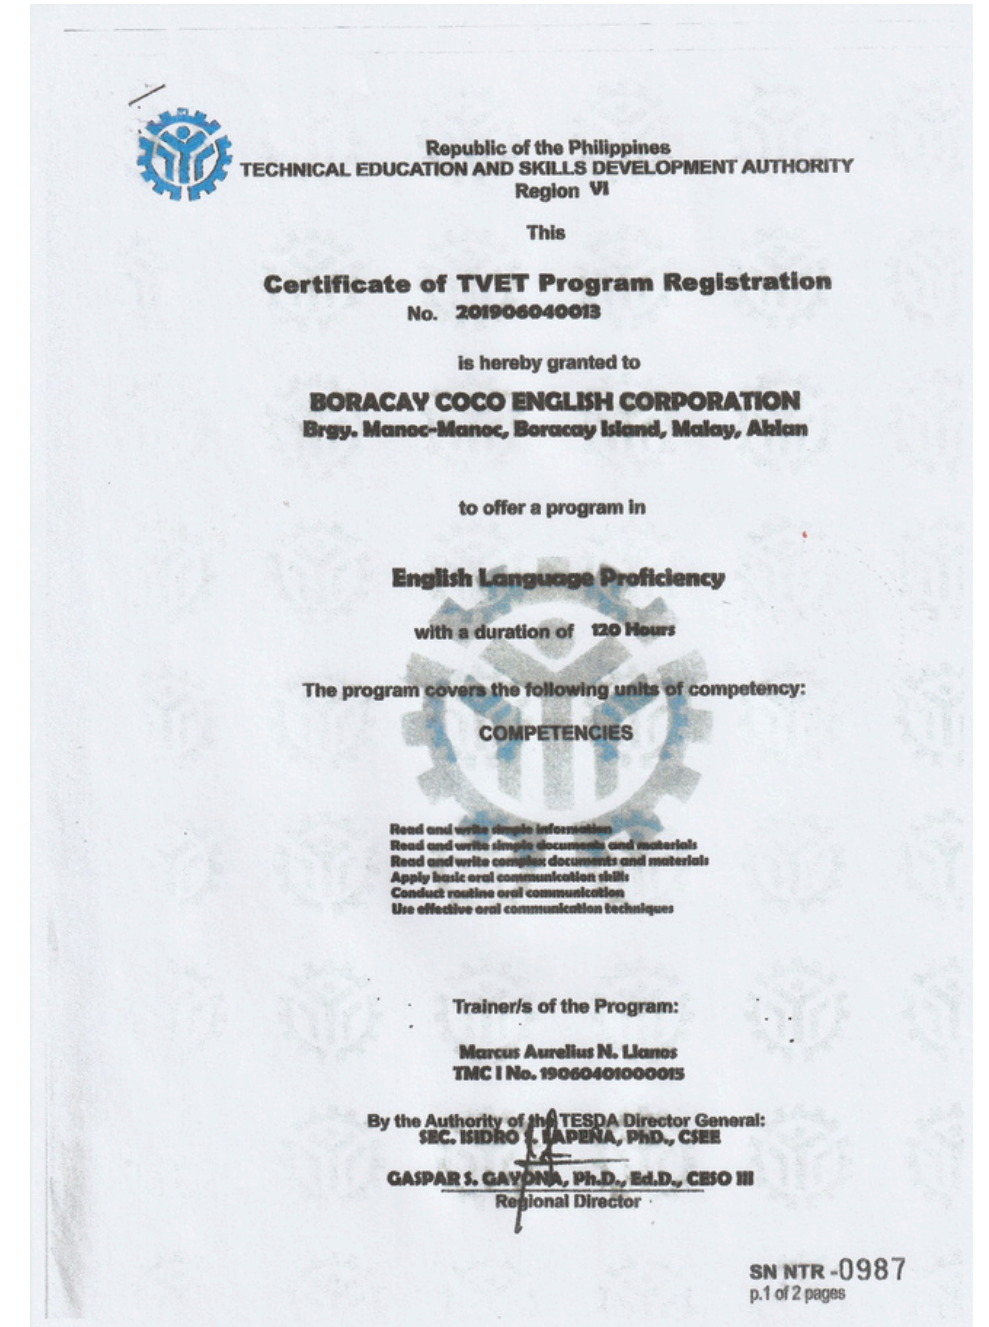 Republic of the Philippines
TECHNICAL EDUCATION AND SKILLS DEVELOPMENT AUTHORITY
Region VI
This
Certificate of TVET Program Registration
No. 201906040013
is hereby granted to
BORACAY COCO ENGLISH CORPORATION
Brgy. Manoc-Manoc, Boracay Island, Malay, Aklan
to offer a program in
English Language Proficiency
with a duration of 120 Hours
The program covers the following units of competency:
COMPETENCIES
Read and write simple information
Read and write simple documents and materials
Read and write complex documents and materials
Apply basic oral communication skills
Conduct routine oral communication
Use effective oral communication techniques
Trainer/s of the Program:
Marcus Aurelius N. Llanos
TMC I No. 19060401000015
By the Authority of the TESDA Director General:
SEC. ISIDRO S. LAPEÑA, PhD., CSEE
GASPAR S. GAYONA, Ph.D., Ed.D., CESO III
Regional Director
SN NTR -0987
p.1 of 2 pages